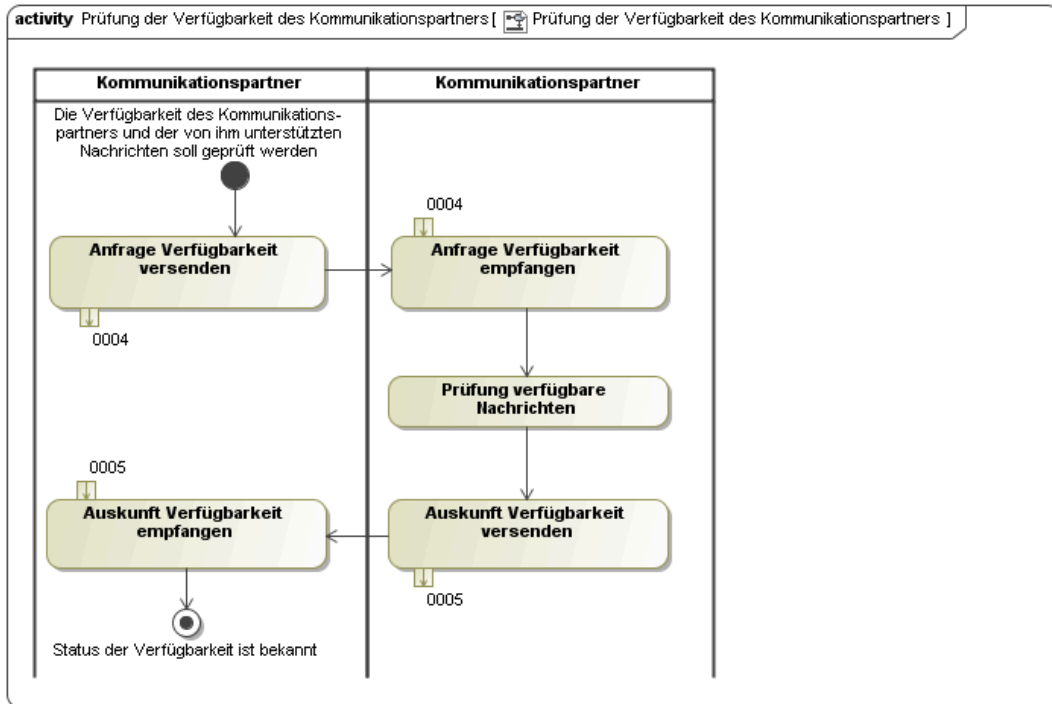 activity Prüfung der Verfügbarkeit des Kommunikationspartners [ Prüfung der Verfügbarkeit des Kommunikationspartners ]
Kommunikationspartner
Kommunikationspartner
Die Verfügbarkeit des Kommunikations-
partners und der von ihm unterstützten
Nachrichten soll geprüft werden
0004
Anfrage Verfügbarkeit
versenden
Anfrage Verfügbarkeit
empfangen
0004
Prüfung verfügbare
Nachrichten
0005
Auskunft Verfügbarkeit
empfangen
Auskunft Verfügbarkeit
versenden
0005
Status der Verfügbarkeit ist bekannt